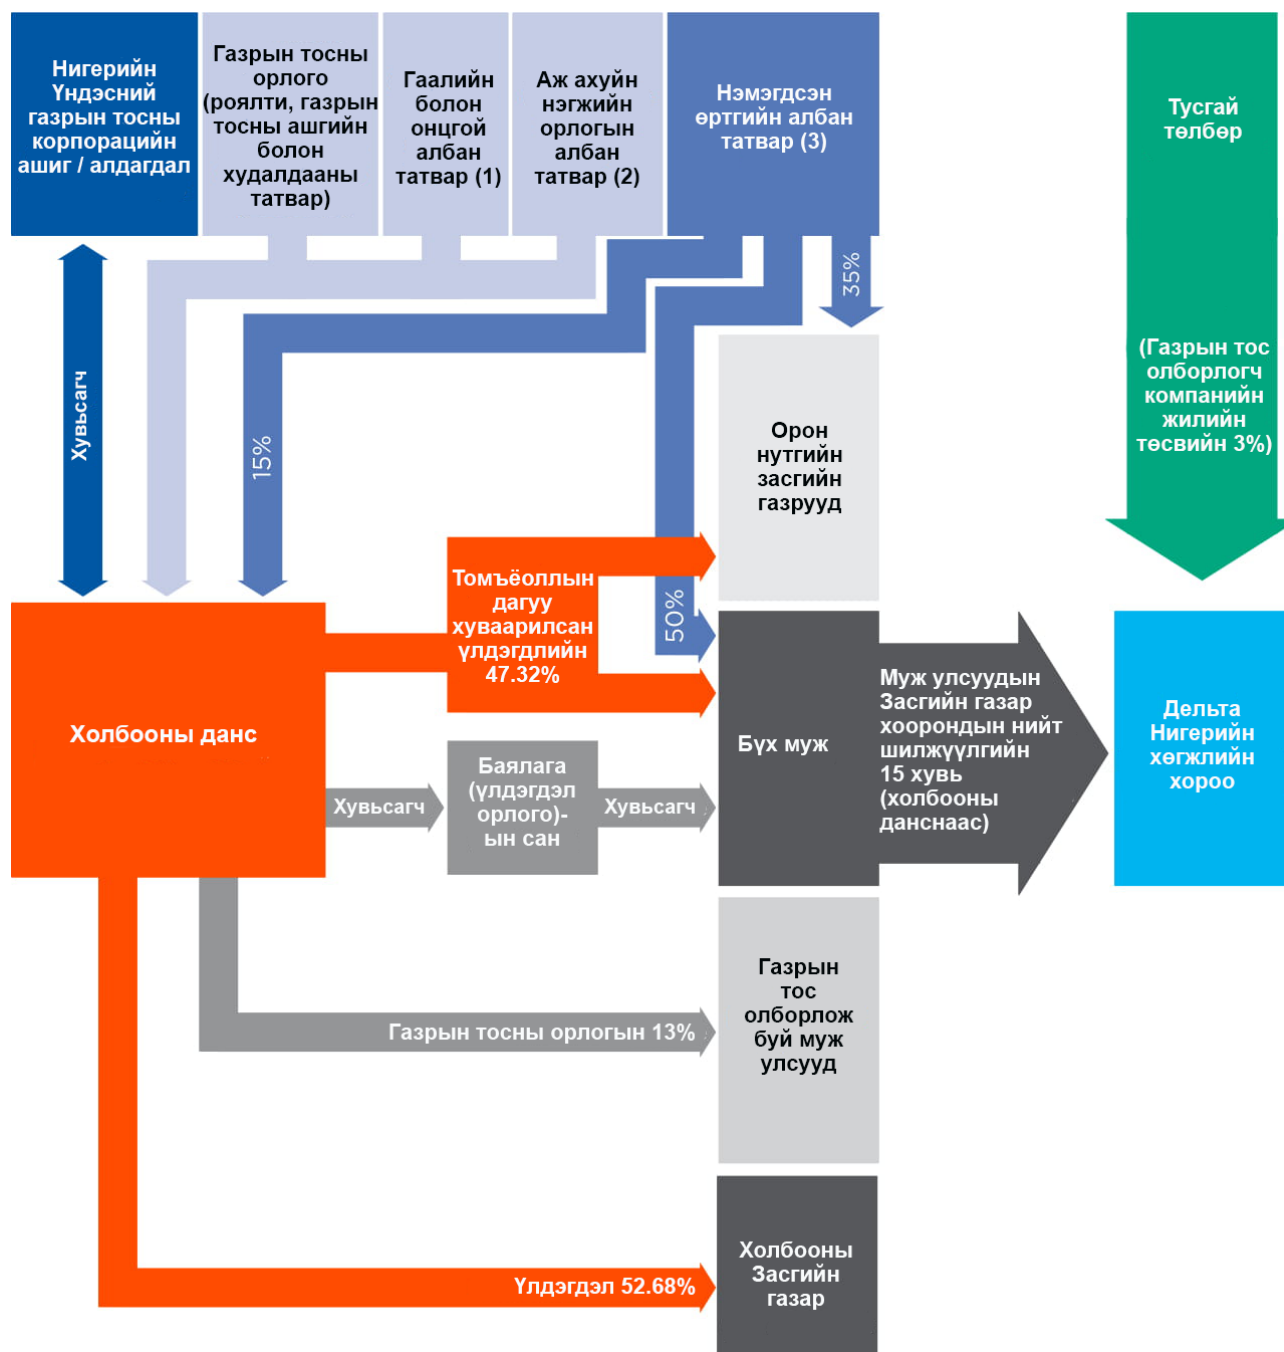 Нигерийн
Үндэсний
газрын тосны
корпорацийн
ашиг / алдагдал
Газрын тосны
орлого
(роялти, газрын
тосны ашгийн
болон
худалдааны
татвар)
Гаалийн
болон
онцгой
албан
татвар (1)
Аж ахуйн
нэгжийн
орлогын
албан
татвар (2)
Нэмэгдсэн
өртгийн албан
татвар (3)
Тусгай
төлбөр
35%
Хувьсагч
15%
(Газрын тос
олборлогч
компанийн
жилийн
төсвийн 3%)
Орон
нутгийн
засгийн
газрууд
50%
Томъёоллын
дагуу
хуваарилсан
үлдэгдлийн
47.32%
Холбооны данс
Бүх муж
Муж улсуудын
Засгийн газар
хоорондын нийт
шилжүүлгийн
15 хувь
(холбооны
данснаас)
Дельта
Нигерийн
хөгжлийн
хороо
Хувьсагч
Баялага
(үлдэгдэл
орлого)-
ын сан
Хувьсагч
Газрын тосны орлогын 13%
Газрын
тос
олборлож
буй муж
улсууд
Үлдэгдэл 52.68%
Холбооны
Засгийн
газар